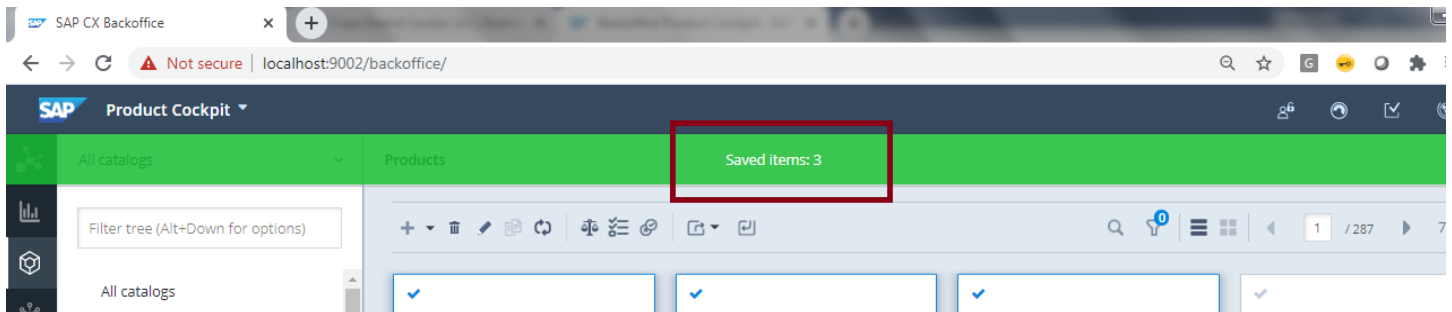 SAP CX Backoffice
Not secure | localhost:9002/backoffice/
G
SAP Product Cockpit
All catalogs Products Saved items: 3
Filter tree (Alt+Down for options)
0
1 / 287 7
All catalogs